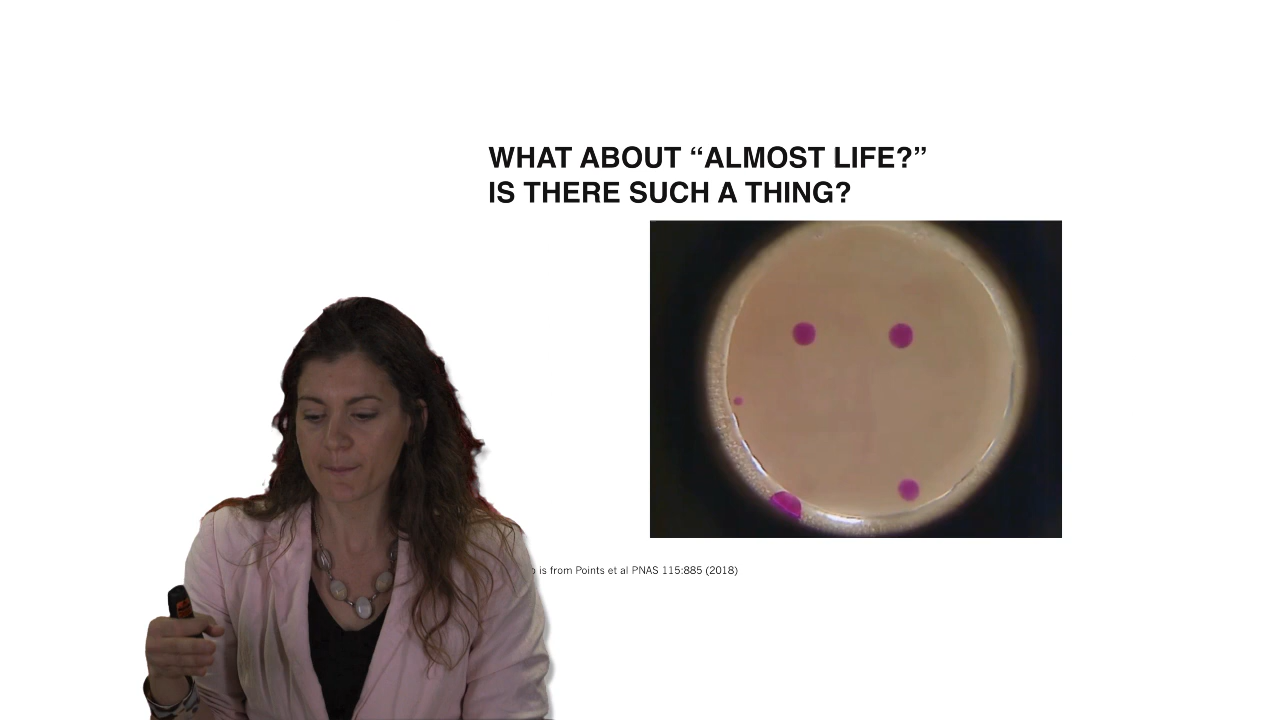 WHAT ABOUT “ALMOST LIFE?”
IS THERE SUCH A THING?
is from Points et al PNAS 115:885 (2018)